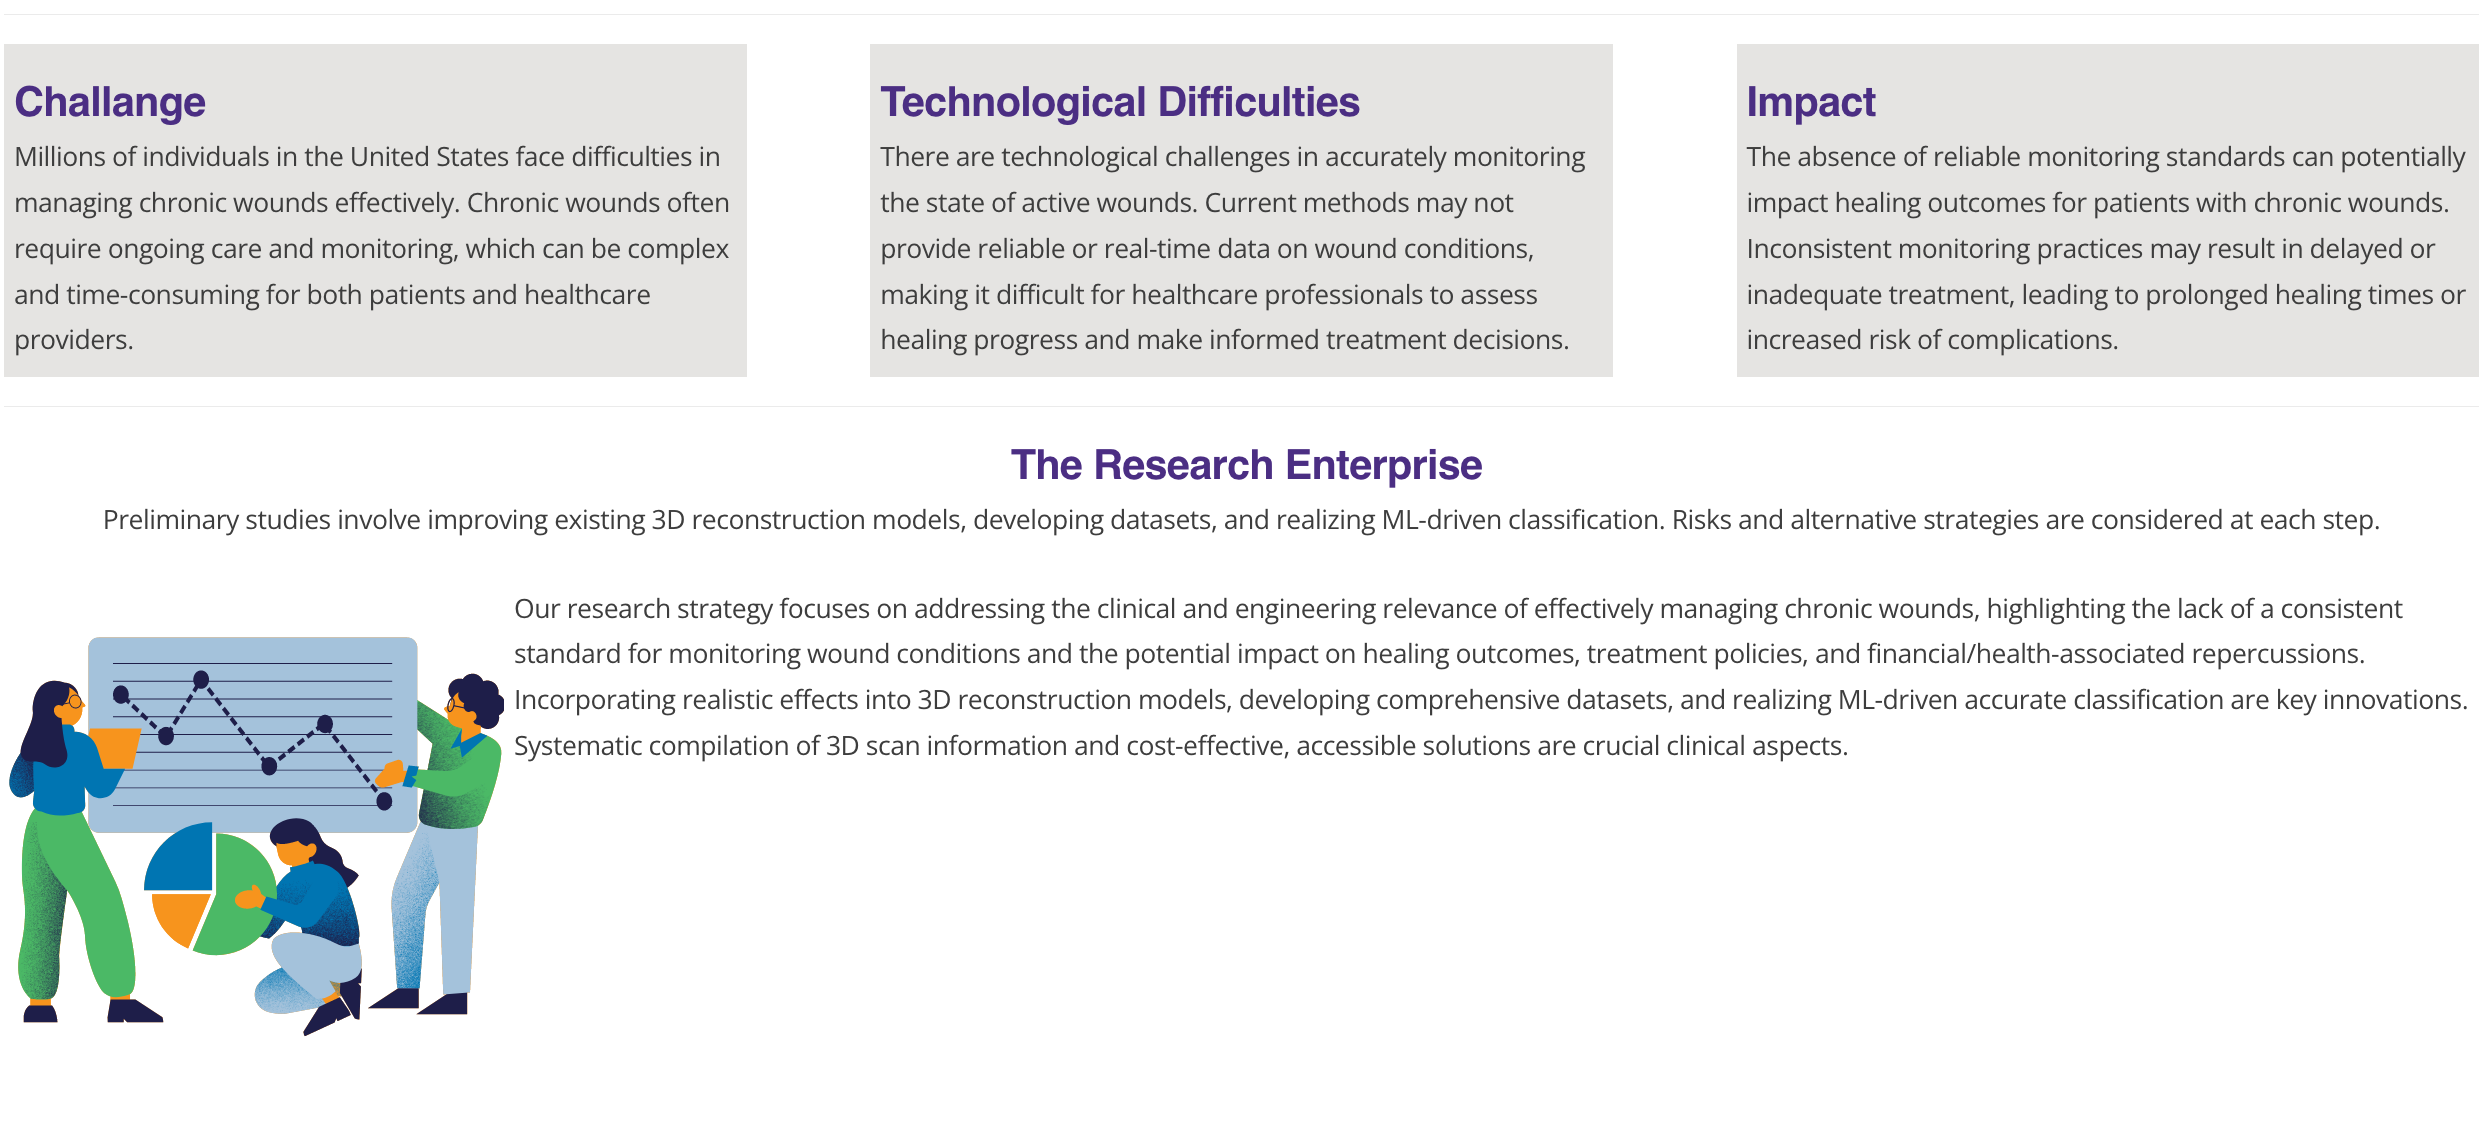 Challange
Millions of individuals in the United States face difficulties in
managing chronic wounds effectively. Chronic wounds often
require ongoing care and monitoring, which can be complex
and time-consuming for both patients and healthcare
providers.
Technological Difficulties
There are technological challenges in accurately monitoring
the state of active wounds. Current methods may not
provide reliable or real-time data on wound conditions,
making it difficult for healthcare professionals to assess
healing progress and make informed treatment decisions.
Impact
The absence of reliable monitoring standards can potentially
impact healing outcomes for patients with chronic wounds.
Inconsistent monitoring practices may result in delayed or
inadequate treatment, leading to prolonged healing times or
increased risk of complications.
The Research Enterprise
Preliminary studies involve improving existing 3D reconstruction models, developing datasets, and realizing ML-driven classification. Risks and alternative strategies are considered at each step.
Our research strategy focuses on addressing the clinical and engineering relevance of effectively managing chronic wounds, highlighting the lack of a consistent
standard for monitoring wound conditions and the potential impact on healing outcomes, treatment policies, and financial/health-associated repercussions.
Incorporating realistic effects into 3D reconstruction models, developing comprehensive datasets, and realizing ML-driven accurate classification are key innovations.
Systematic compilation of 3D scan information and cost-effective, accessible solutions are crucial clinical aspects.